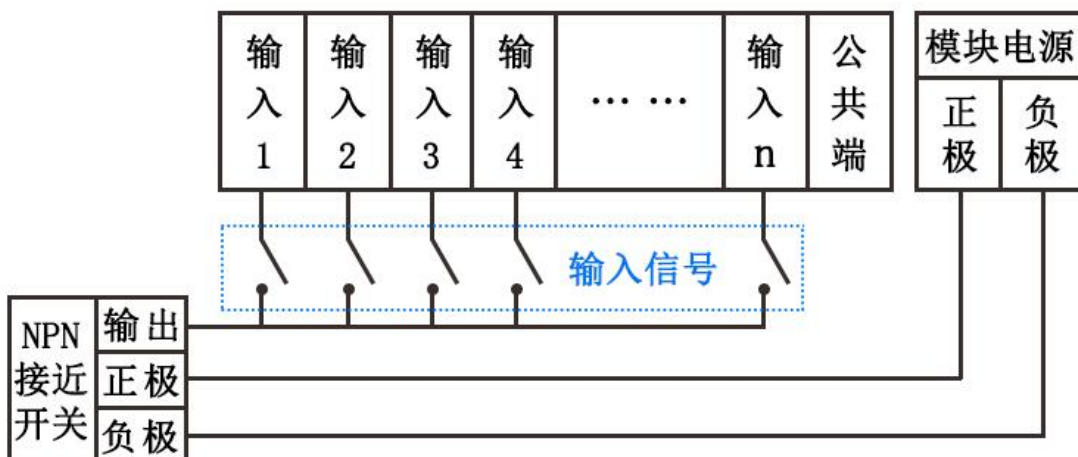 输入1
输入2
输入3
输入4
… …
输入n
公共端
模块电源
正极
负极
输入信号
NPN
接近
开关
输出
正极
负极